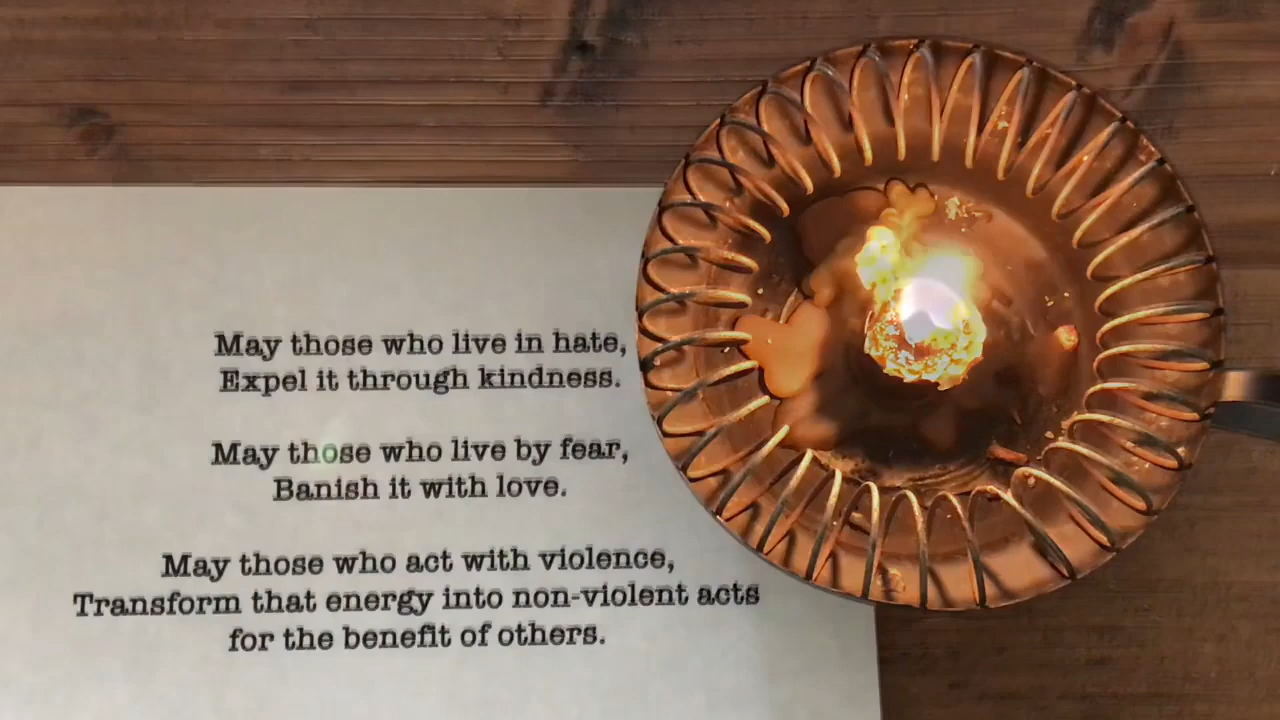 May those who live in hate,
Expel it through kindness.
May those who live by fear,
Banish it with love.
May those who act with violence,
Transform that energy into non-violent acts
for the benefit of others.